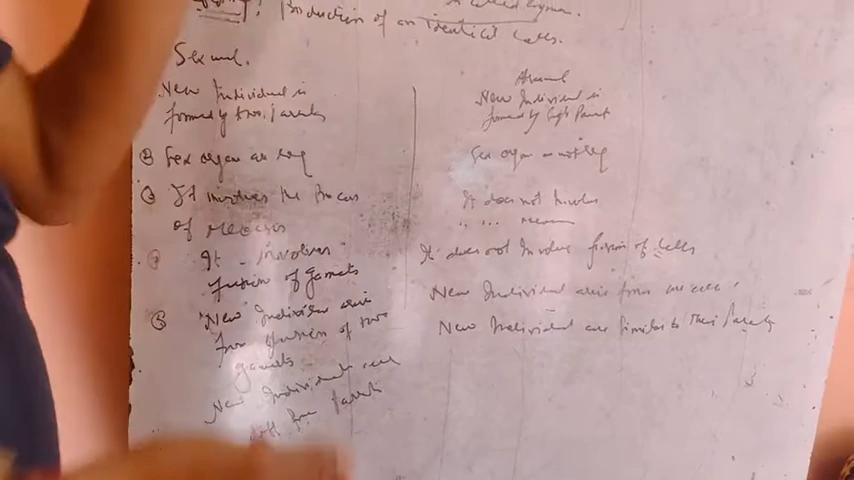 Production of an identical cells.
Sexual.
New Individual is
formed by two parents
Sex organ are req
It involves the Process
of Meiosis
It involves
fusion of Gamets
New Individual arise
from fusion of two
gamets
New Individuals are
diff from Parents
Asexual
New Individual is
formed by Single Parent
Sex organ are not req
It does not Involve
It does not Involve fusion of cells
New Individual arise from one cell
New Individual are Similar to Their Parents